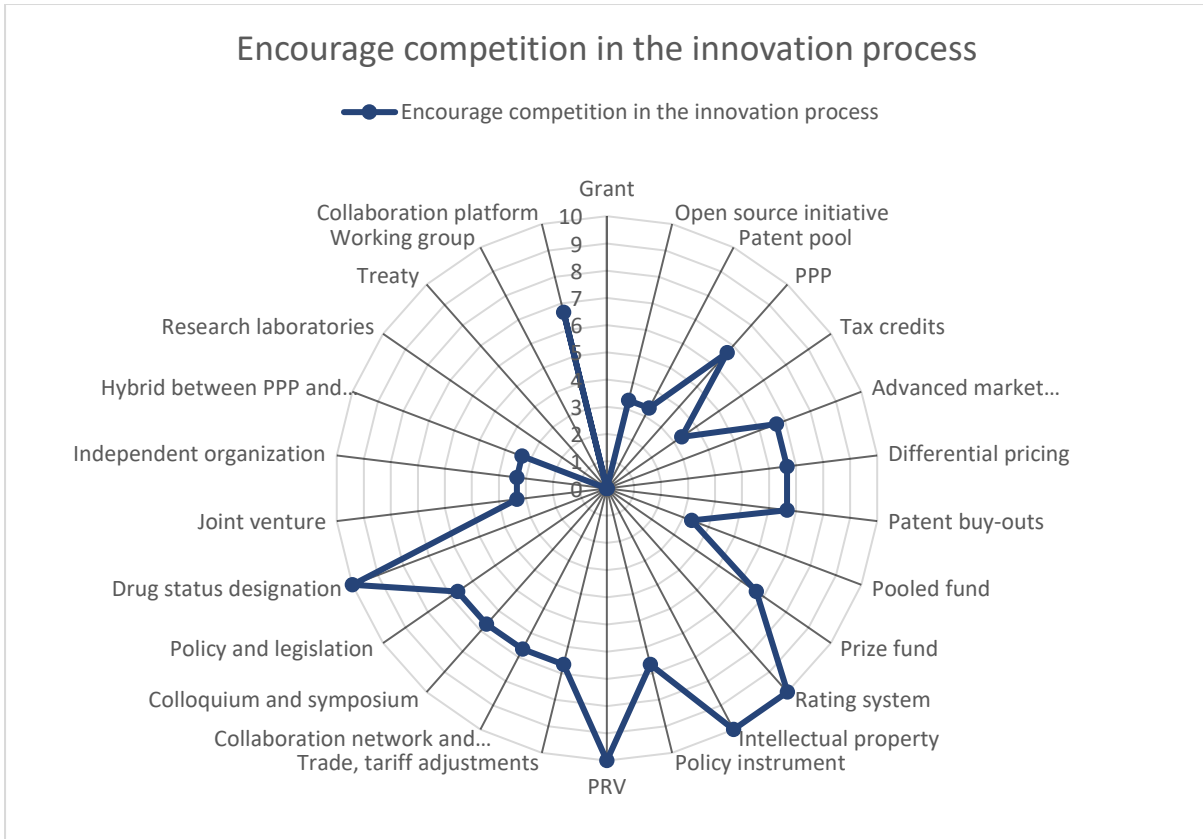 Encourage competition in the innovation process
Encourage competition in the innovation process
Grant
Open source initiative
Patent pool
PPP
Tax credits
Advanced market...
Differential pricing
Patent buy-outs
Pooled fund
Prize fund
Rating system
Intellectual property
Policy instrument
PRV
Trade, tariff adjustments
Collaboration network and...
Colloquium and symposium
Policy and legislation
Drug status designation
Joint venture
Independent organization
Hybrid between PPP and...
Research laboratories
Treaty
Working group
Collaboration platform
10
9
8
7
6
5
4
3
2
1
0